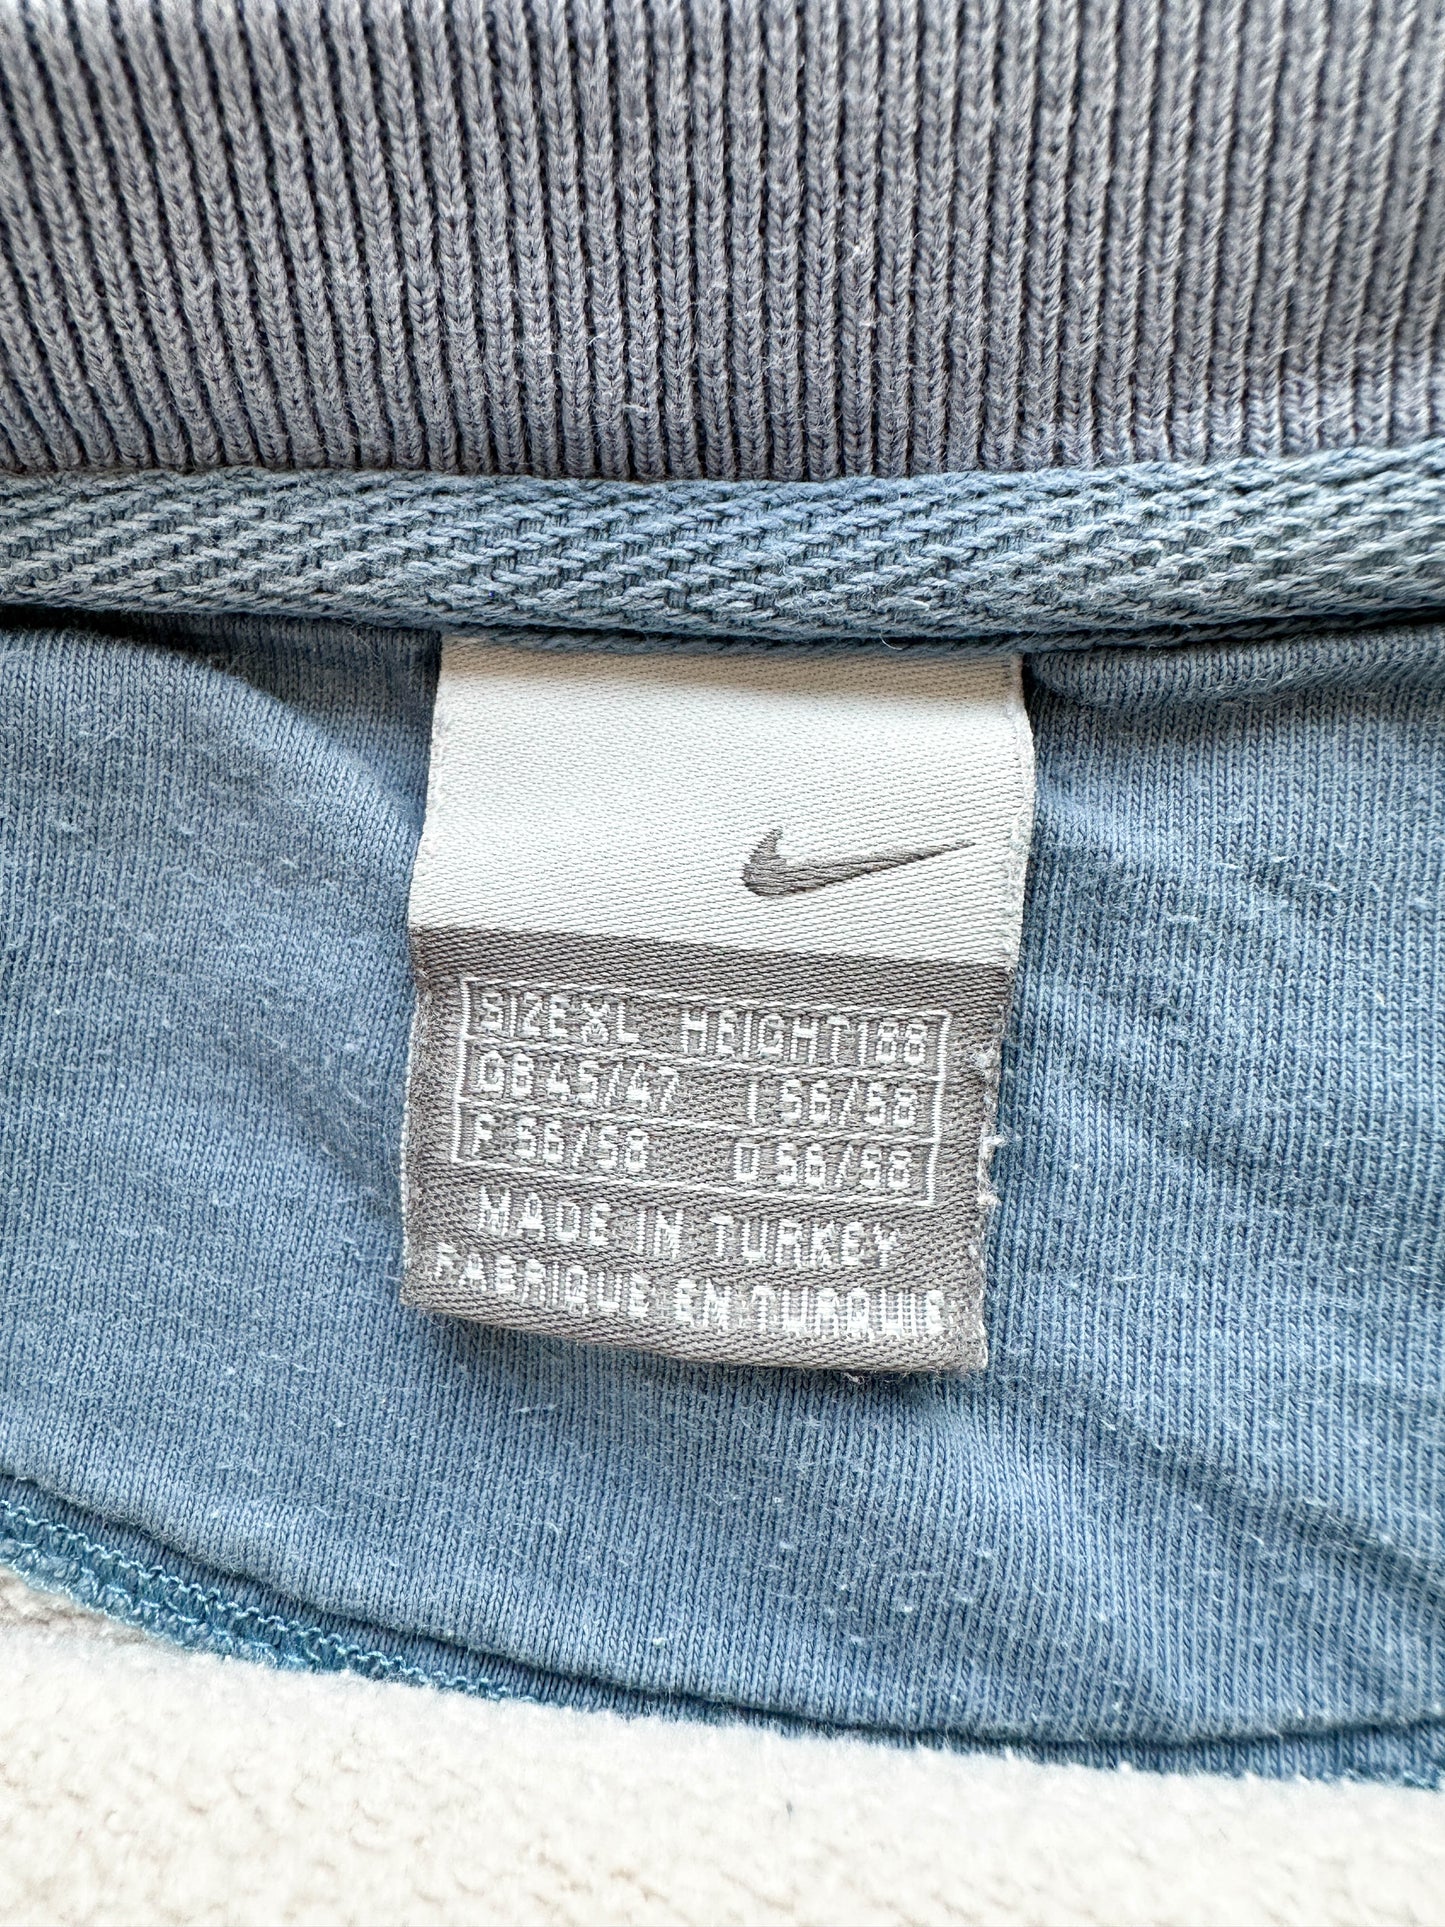 SIZE XL HEIGHT 188
GB 45/47 I 56/58
F 56/58 D 56/58
MADE IN TURKEY
FABRIQUE EN TURQUIE